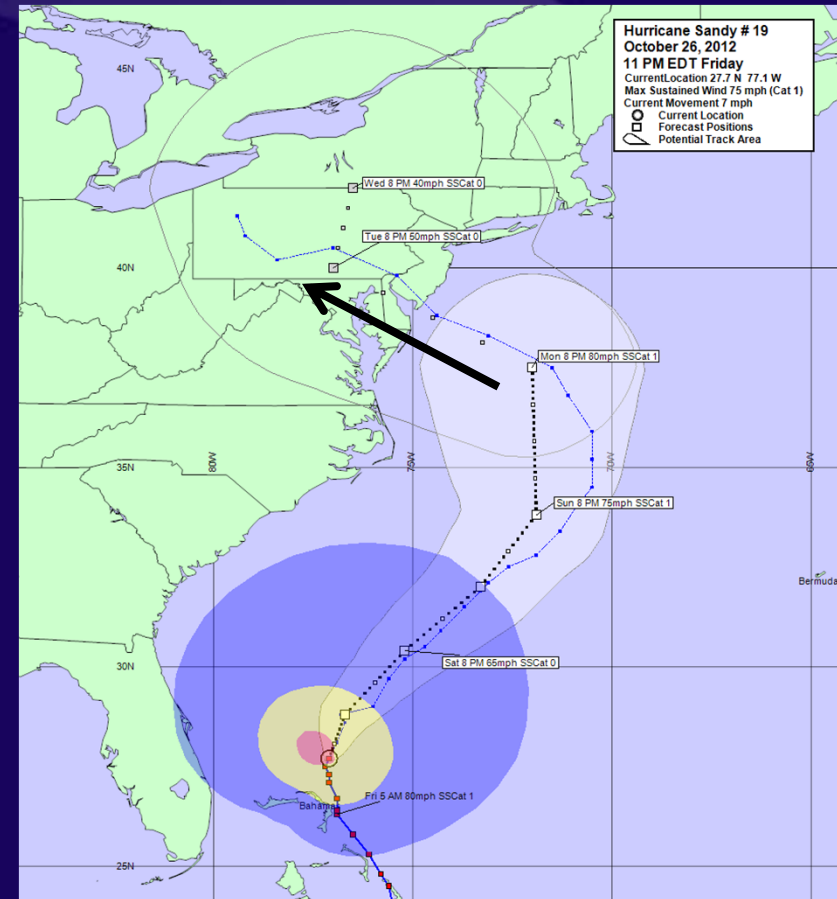 Hurricane Sandy # 19
October 26, 2012
11 PM EDT Friday
CurrentLocation 27.7 N 77.1 W
Max Sustained Wind 75 mph (Cat 1)
Current Movement 7 mph
Current Location
Forecast Positions
Potential Track Area
45N
Wed 8 PM 40mph SSCat 0
Tue 8 PM 50mph SSCat 0
40N
Mon 8 PM 80mph SSCat 1
35N
80W
75W
70W
65W
Sun 8 PM 75mph SSCat 1
Bermuda
30N
Sat 8 PM 65mph SSCat 0
Fri 5 AM 80mph SSCat 1
Bahamas
25N